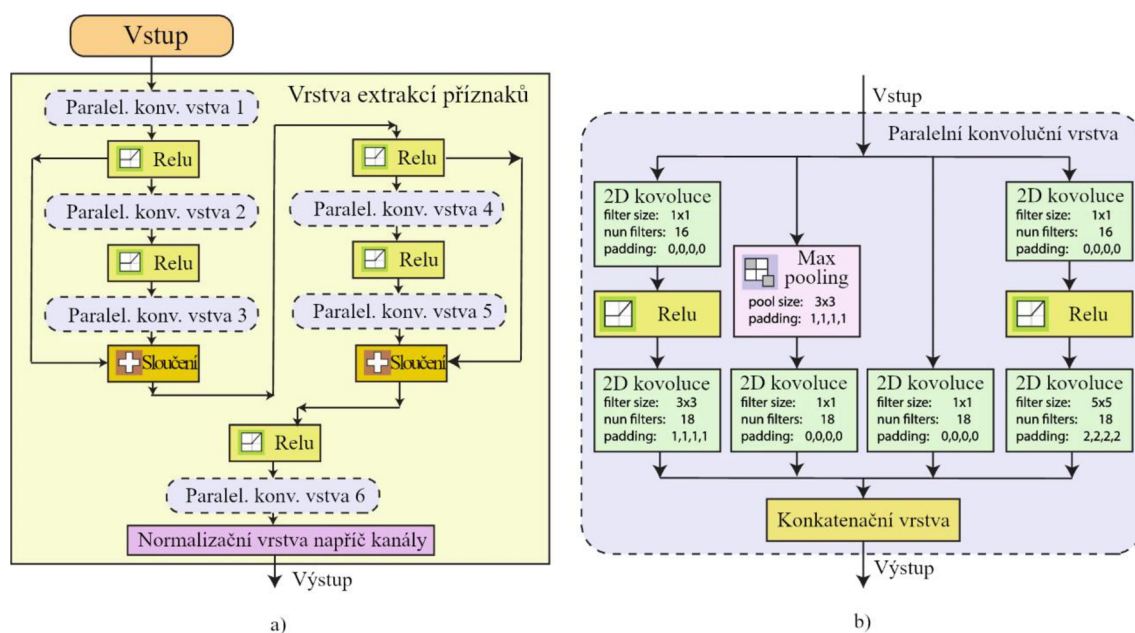 Vstup
Vrstva extrakcí příznaků
Paralel. konv. vstva 1
Relu
Paralel. konv. vstva 2
Relu
Paralel. konv. vstva 3
Sloučení
Relu
Paralel. konv. vstva 4
Relu
Paralel. konv. vstva 5
Sloučení
Relu
Paralel. konv. vstva 6
Normalizační vrstva napříč kanály
Výstup
a)
Vstup
Paralelní konvoluční vrstva
2D kovoluce
filter size: 1x1
nun filters: 16
padding: 0,0,0,0
Relu
2D kovoluce
filter size: 3x3
nun filters: 18
padding: 1,1,1,1
Max
pooling
pool size: 3x3
padding: 1,1,1,1
2D kovoluce
filter size: 1x1
nun filters: 18
padding: 0,0,0,0
2D kovoluce
filter size: 1x1
nun filters: 18
padding: 0,0,0,0
2D kovoluce
filter size: 1x1
nun filters: 16
padding: 0,0,0,0
Relu
2D kovoluce
filter size: 5x5
nun filters: 18
padding: 2,2,2,2
Konkatenační vrstva
Výstup
b)